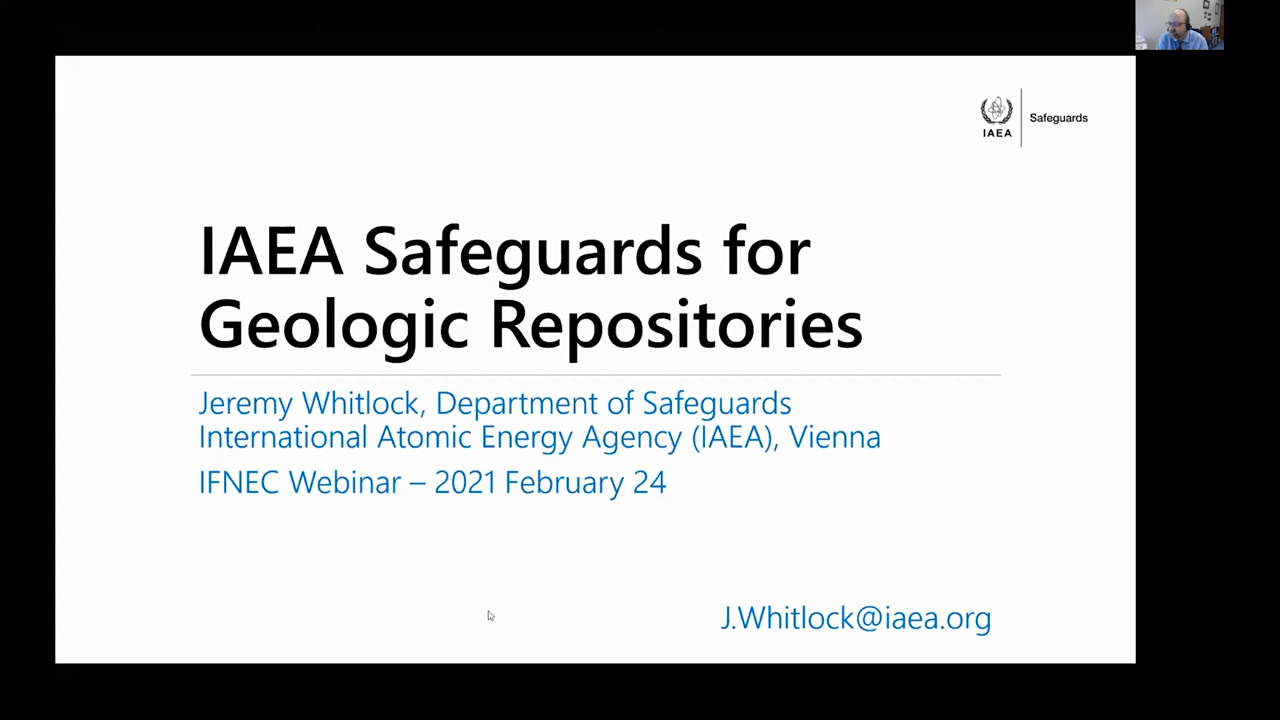 IAEA
Safeguards
IAEA Safeguards for
Geologic Repositories
Jeremy Whitlock, Department of Safeguards
International Atomic Energy Agency (IAEA), Vienna
IFNEC Webinar – 2021 February 24
J.Whitlock@iaea.org